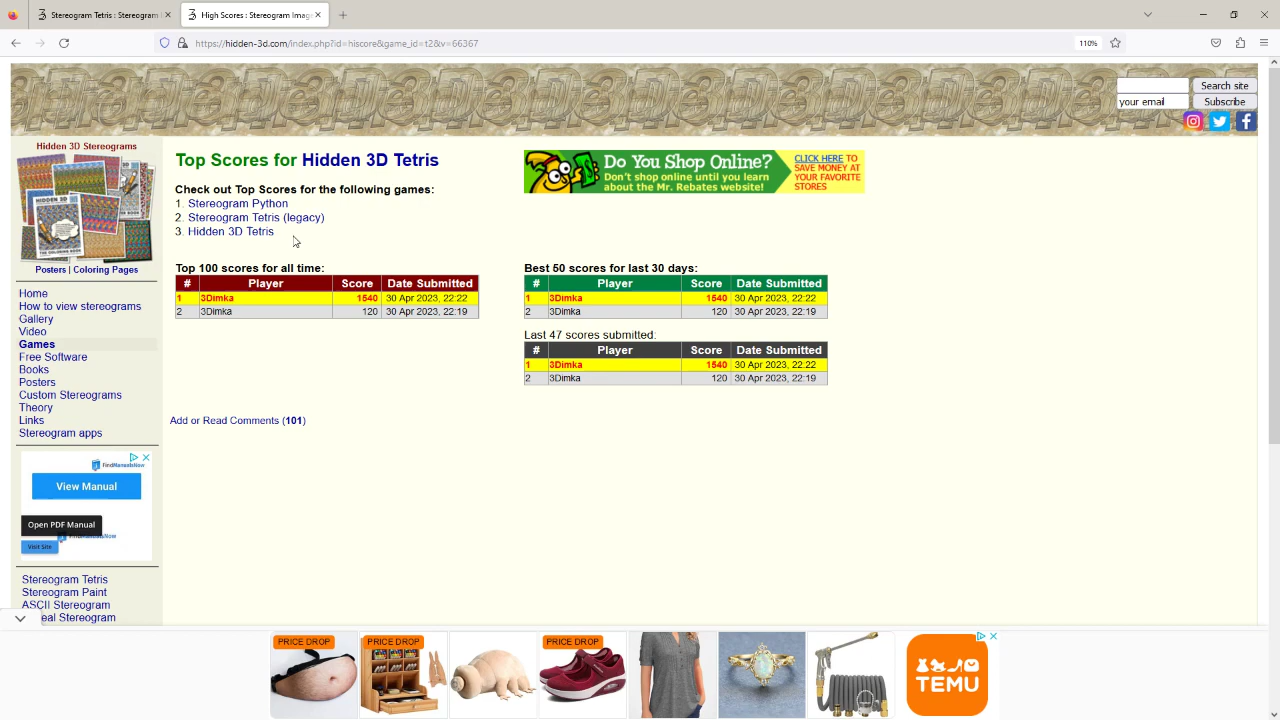 Stereogram Tetris : Stereogram
High Scores : Stereogram Imag
https://hidden-3d.com/index.php?id=hiscore&game_id=t2&v=66367
110%
Search site
your email
Subscribe
Hidden 3D Stereograms
Posters | Coloring Pages
Home
How to view stereograms
Gallery
Video
Games
Free Software
Books
Posters
Custom Stereograms
Theory
Links
Stereogram apps
FindManualsNow
View Manual
Open PDF Manual
FindManualsNow
Visit Site
Stereogram Tetris
Stereogram Paint
ASCII Stereogram
eal Stereogram
Top Scores for Hidden 3D Tetris
Check out Top Scores for the following games:
1. Stereogram Python
2. Stereogram Tetris (legacy)
3. Hidden 3D Tetris
Do You Shop Online?
Don't shop online until you learn
about the Mr. Rebates website!
CLICK HERE TO
SAVE MONEY AT
YOUR FAVORITE
STORES
Top 100 scores for all time:
# Player Score Date Submitted
1 3Dimka 1540 30 Apr 2023, 22:22
2 3Dimka 120 30 Apr 2023, 22:19
Best 50 scores for last 30 days:
# Player Score Date Submitted
1 3Dimka 1540 30 Apr 2023, 22:22
2 3Dimka 120 30 Apr 2023, 22:19
Last 47 scores submitted:
# Player Score Date Submitted
1 3Dimka 1540 30 Apr 2023, 22:22
2 3Dimka 120 30 Apr 2023, 22:19
Add or Read Comments (101)
PRICE DROP
PRICE DROP
PRICE DROP
TEMU